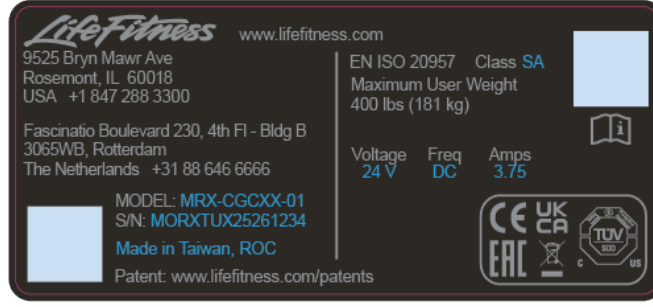 LifeFitness www.lifefitness.com
9525 Bryn Mawr Ave
Rosemont, IL 60018
USA +1 847 288 3300
Fascinatio Boulevard 230, 4th Fl - Bldg B
3065WB, Rotterdam
The Netherlands +31 88 646 6666
MODEL: MRX-CGCXX-01
S/N: MORXTUX25261234
Made in Taiwan, ROC
Patent: www.lifefitness.com/patents
EN ISO 20957 Class SA
Maximum User Weight
400 lbs (181 kg)
Voltage Freq Amps
24 V DC 3.75
CE UK CA
EAC
TÜV
SÜD
C US